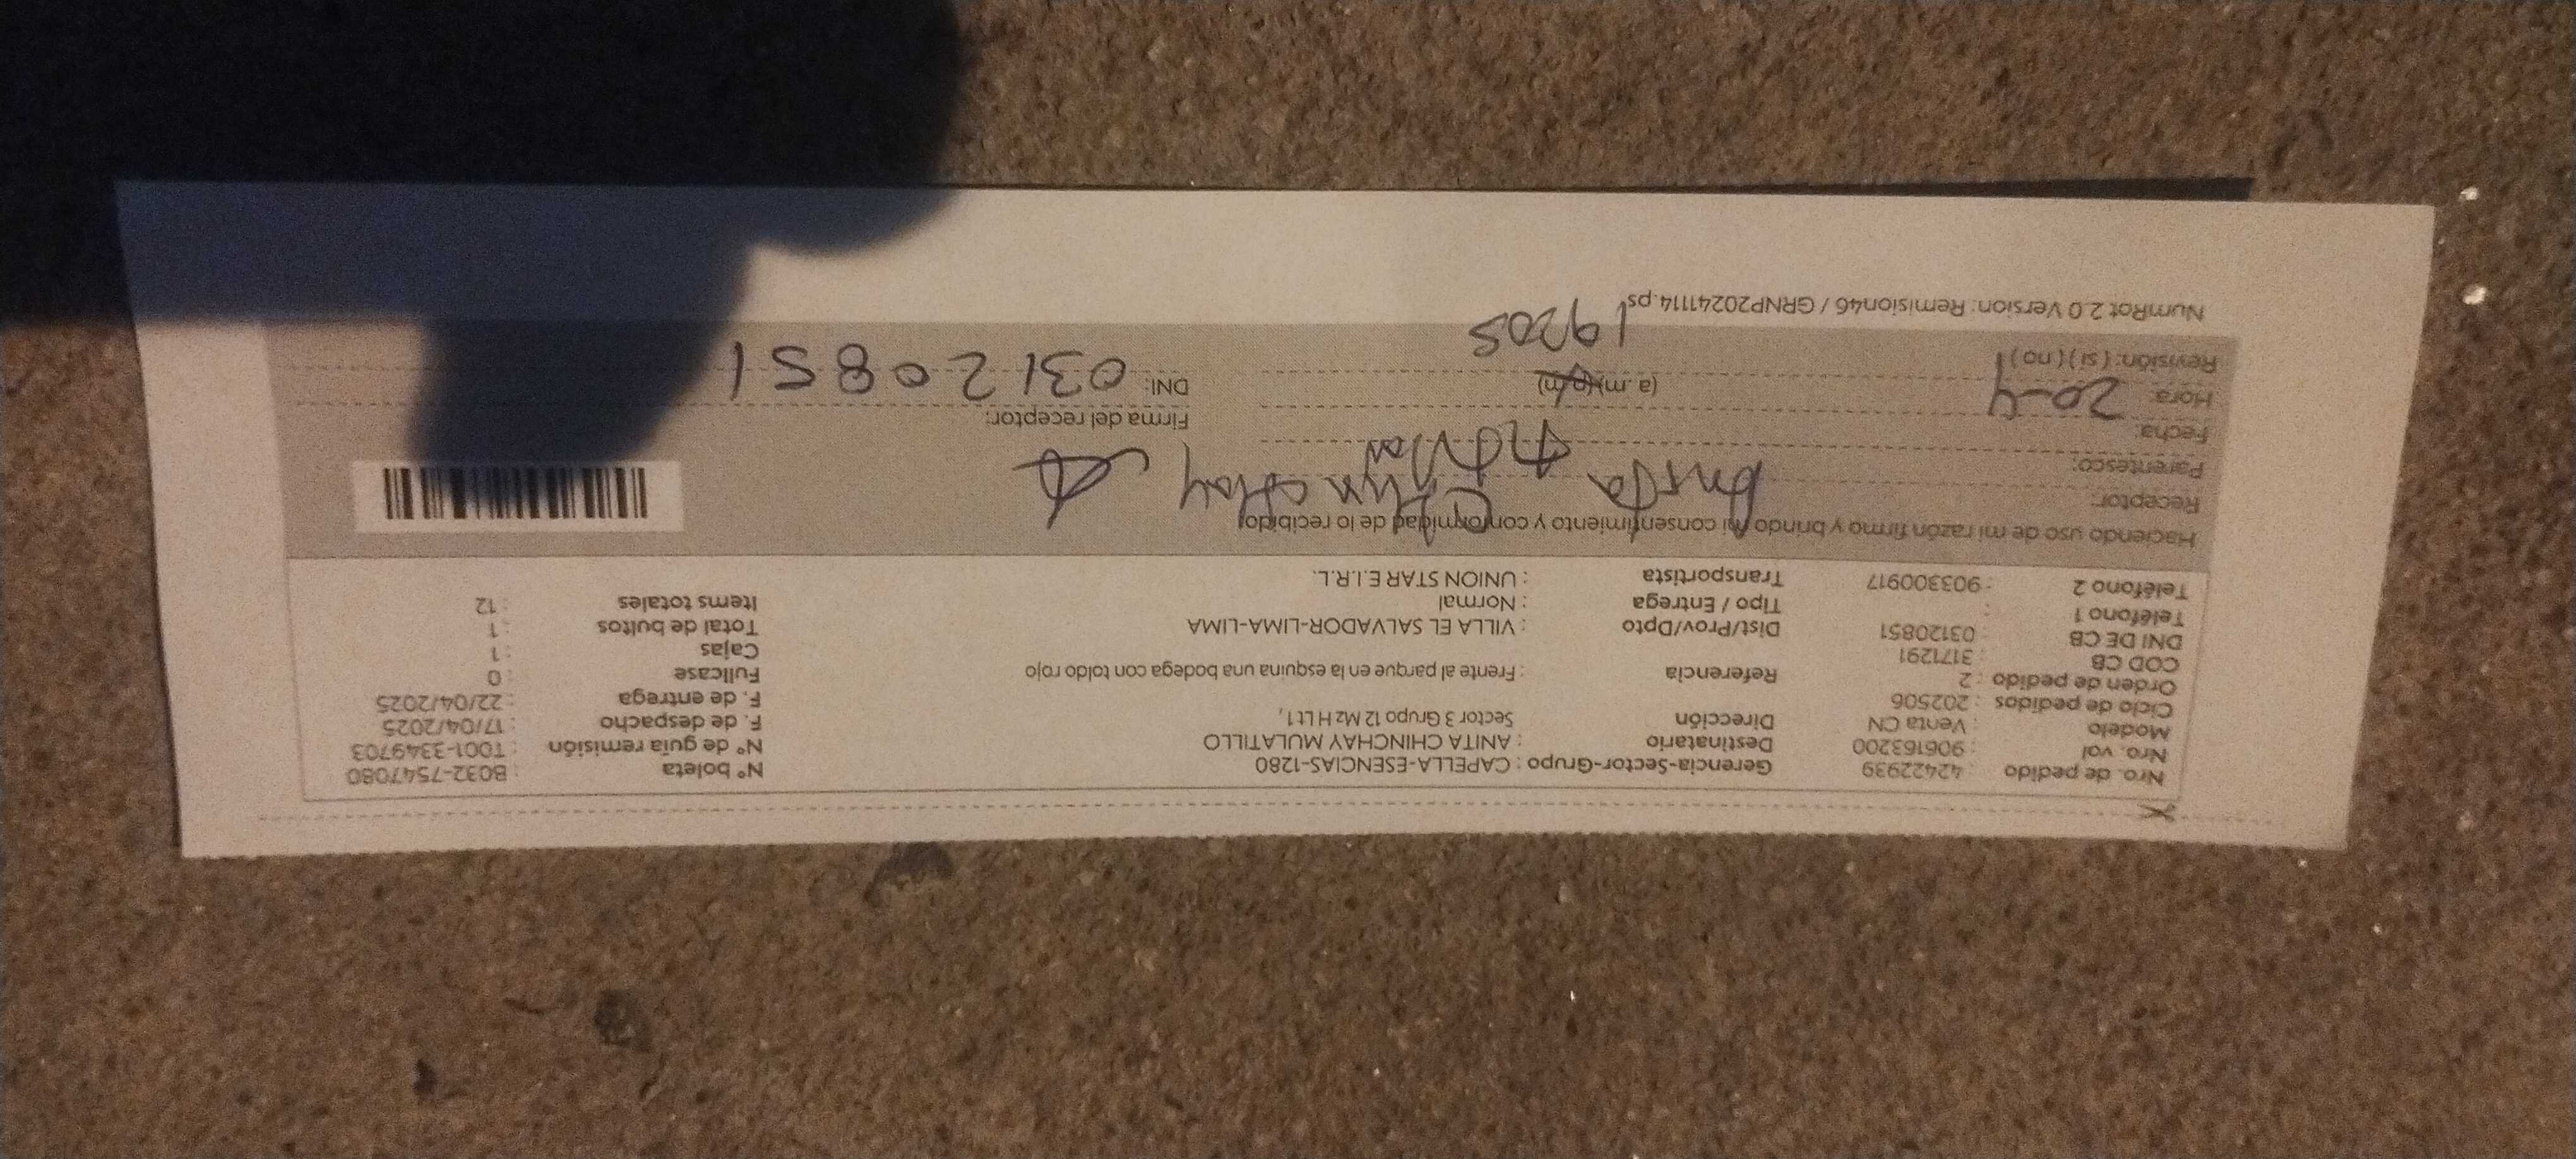 Nro. de pedido : 42422939 Gerencia-Sector-Grupo : CAPELLA-ESENCIAS-1280 N° boleta : B032-7547080
Nro. vol : 906163200 Destinatario : ANITA CHINCHAY MULATILLO N° de guía remisión : T001-3349703
Modelo : Venta CN Dirección Sector 3 Grupo 12 Mz H Lt 1, F. de despacho : 17/04/2025
Ciclo de pedidos : 202506 F. de entrega : 22/04/2025
Orden de pedido : 2 Referencia : Frente al parque en la esquina una bodega con toldo rojo Fullcase : 0
COD CB : 3171291 Cajas : 1
DNI DE CB : 03120851 Dist/Prov/Dpto : VILLA EL SALVADOR-LIMA-LIMA Total de bultos : 1
Teléfono 1 : Tipo / Entrega : Normal Items totales : 12
Teléfono 2 : 903300917 Transportista : UNION STAR E.I.R.L.
Haciendo uso de mi razón firmo y brindo mi consentimiento y conformidad de lo recibido
Receptor:
Parentesco:
Fecha: Firma del receptor:
Hora: 20-4 (a.m)(p.m) DNI: 03120851
Revisión: (si) (no) 19205
NumRot 2.0 Version: Remision46 / GRNP20241114.ps